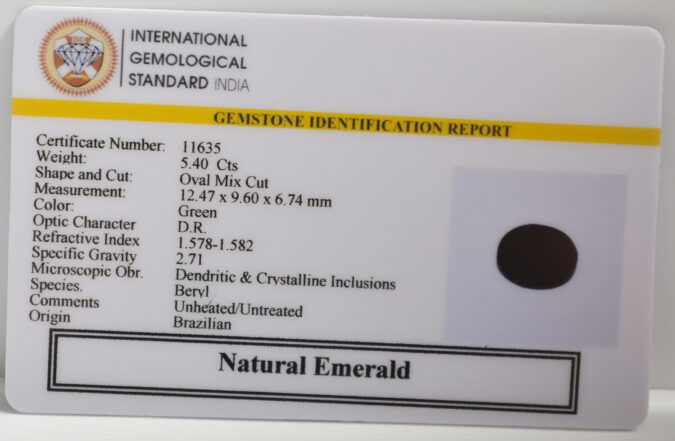 IGS
INTERNATIONAL
GEMOLOGICAL
STANDARD INDIA
GEMSTONE IDENTIFICATION REPORT
Certificate Number: 11635
Weight: 5.40 Cts
Shape and Cut: Oval Mix Cut
Measurement: 12.47 x 9.60 x 6.74 mm
Color: Green
Optic Character D.R.
Refractive Index 1.578-1.582
Specific Gravity 2.71
Microscopic Obr. Dendritic & Crystalline Inclusions
Species. Beryl
Comments Unheated/Untreated
Origin Brazilian
Natural Emerald